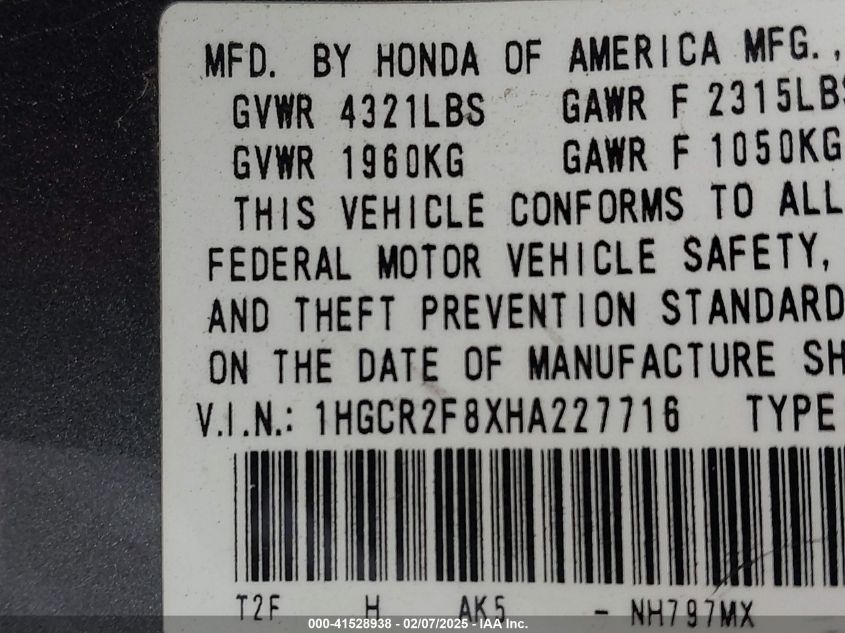 MFD. BY HONDA OF AMERICA MFG.,
GVWR 4321LBS GAWR F 2315LBS
GVWR 1960KG GAWR F 1050KG
THIS VEHICLE CONFORMS TO ALL
FEDERAL MOTOR VEHICLE SAFETY,
AND THEFT PREVENTION STANDARD
ON THE DATE OF MANUFACTURE SH
V.I.N.: 1HGCR2F8XHA227716 TYPE
T2F H AK5 - NH797MX
000-41528938 - 02/07/2025 - IAA Inc.